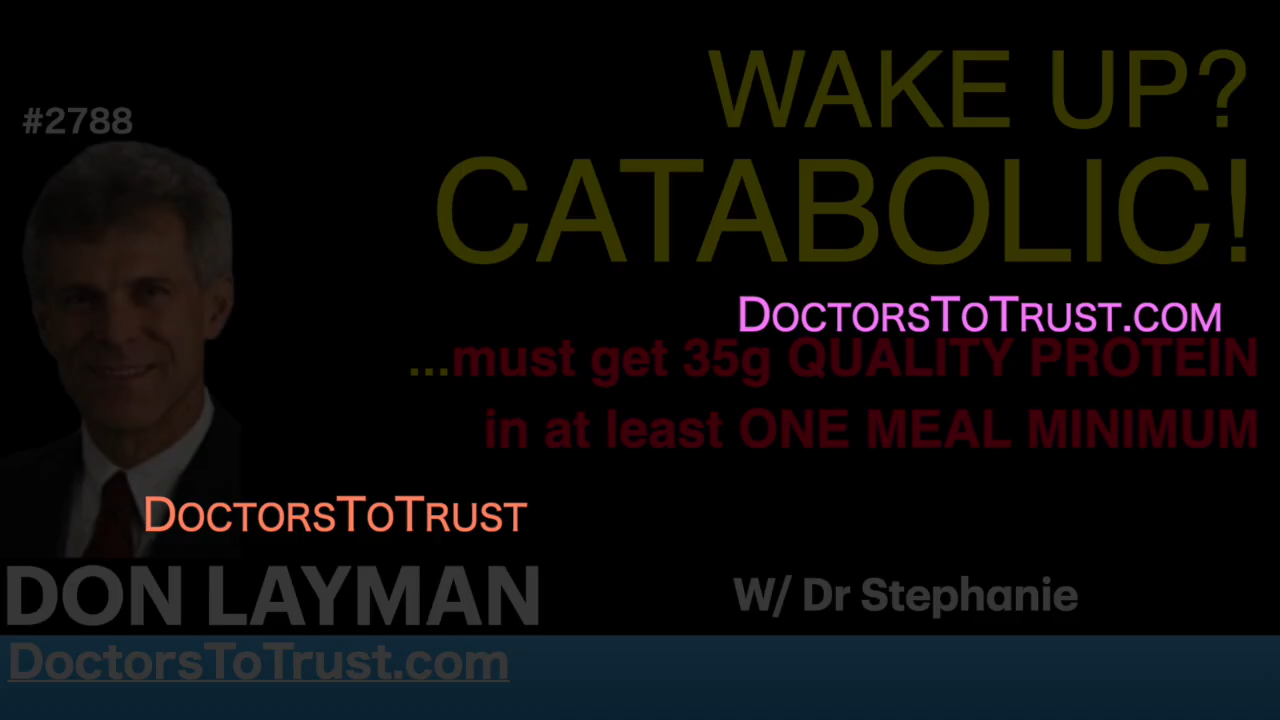 WAKE UP?
#2788
CATABOLIC!
DOCTORSTOTRUST.COM
...must get 35g QUALITY PROTEIN
in at least ONE MEAL MINIMUM
DOCTORSTOTRUST
DON LAYMAN
W/ Dr Stephanie
DoctorsToTrust.com